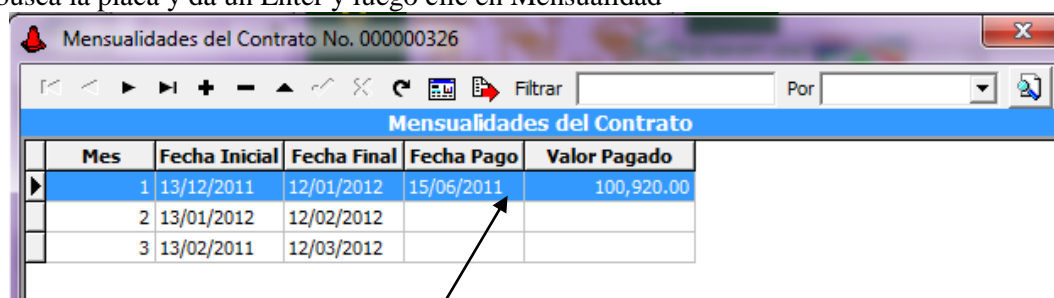 busca la placa y da un Enter y luego clic en Mensualidad
Mensualidades del Contrato No. 000000326
Filtrar Por
Mensualidades del Contrato
Mes Fecha Inicial Fecha Final Fecha Pago Valor Pagado
1 13/12/2011 12/01/2012 15/06/2011 100,920.00
2 13/01/2012 12/02/2012
3 13/02/2011 12/03/2012